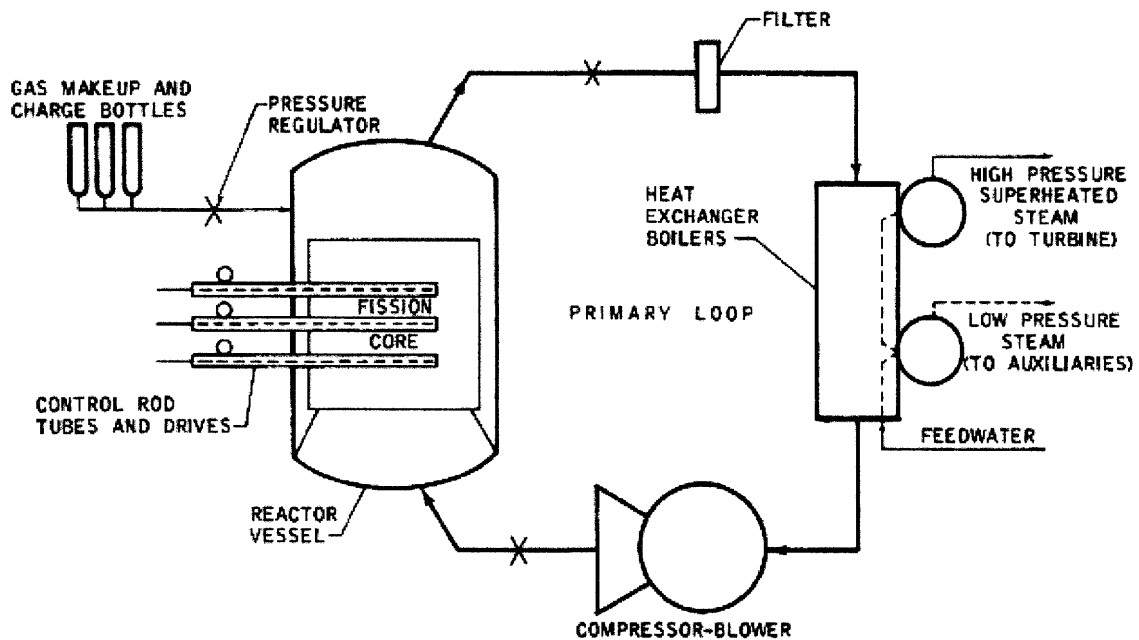 FILTER
GAS MAKEUP AND
CHARGE BOTTLES
PRESSURE
REGULATOR
HEAT
EXCHANGER
BOILERS
HIGH PRESSURE
SUPERHEATED
STEAM
(TO TURBINE)
FISSION
CORE
PRIMARY LOOP
LOW PRESSURE
STEAM
(TO AUXILIARIES)
CONTROL ROD
TUBES AND DRIVES
FEEDWATER
REACTOR
VESSEL
COMPRESSOR-BLOWER